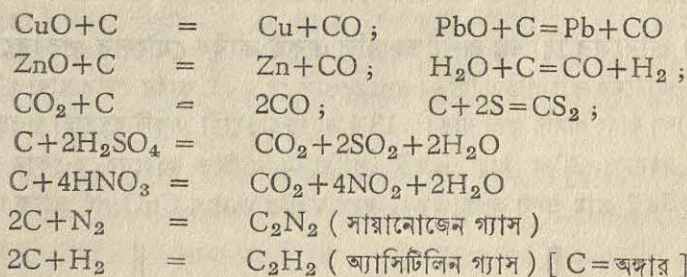 CuO+C = Cu+CO; PbO+C=Pb+CO
ZnO+C = Zn+CO; H₂O+C=CO+H₂;
CO₂+C = 2CO; C+2S=CS₂;
C+2H₂SO₄ = CO₂+2SO₂+2H₂O
C+4HNO₃ = CO₂+4NO₂+2H₂O
2C+N₂ = C₂N₂ (সায়ানোজেন গ্যাস)
2C+H₂ = C₂H₂ (অ্যাসিটিলিন গ্যাস) [C=অঙ্গার]